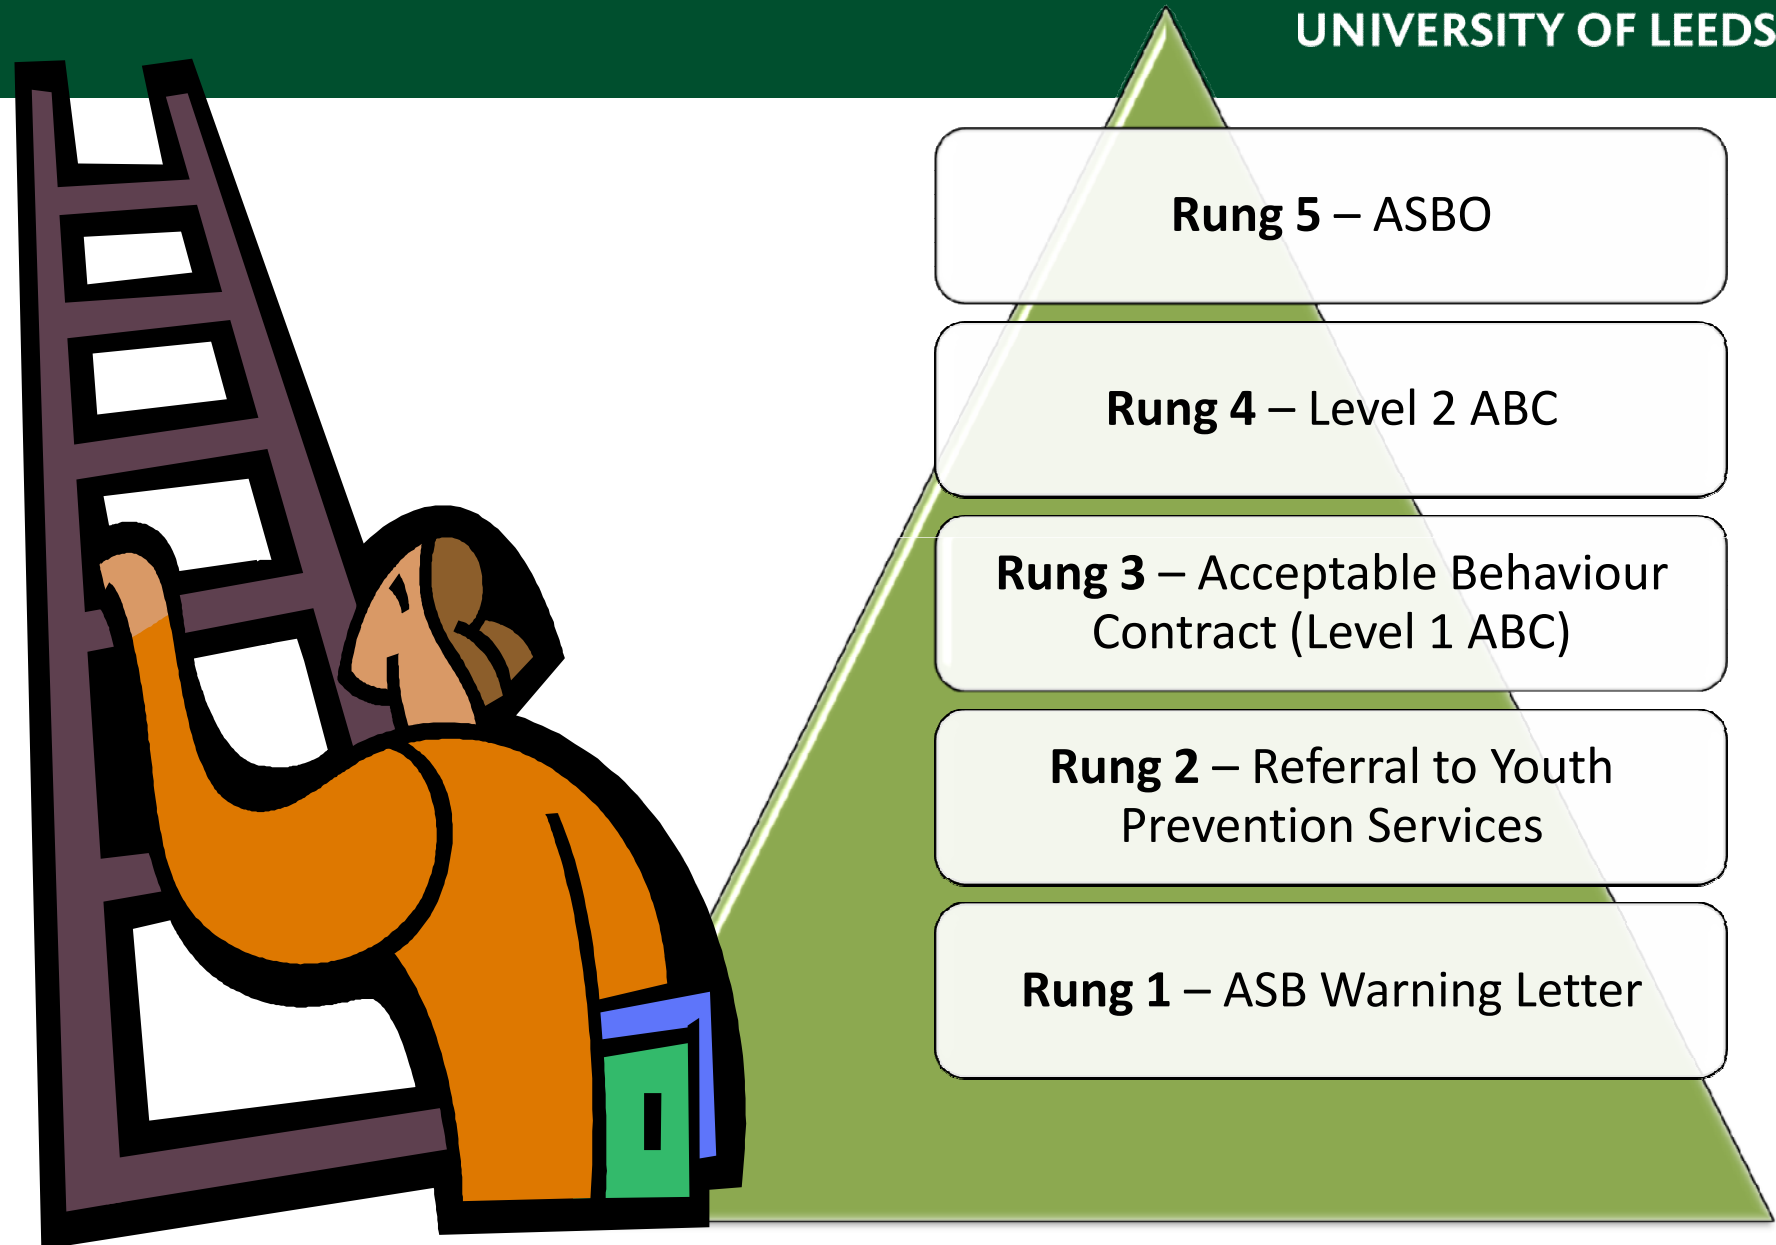 UNIVERSITY OF LEEDS
Rung 5 – ASBO
Rung 4 – Level 2 ABC
Rung 3 – Acceptable Behaviour
Contract (Level 1 ABC)
Rung 2 – Referral to Youth
Prevention Services
Rung 1 – ASB Warning Letter